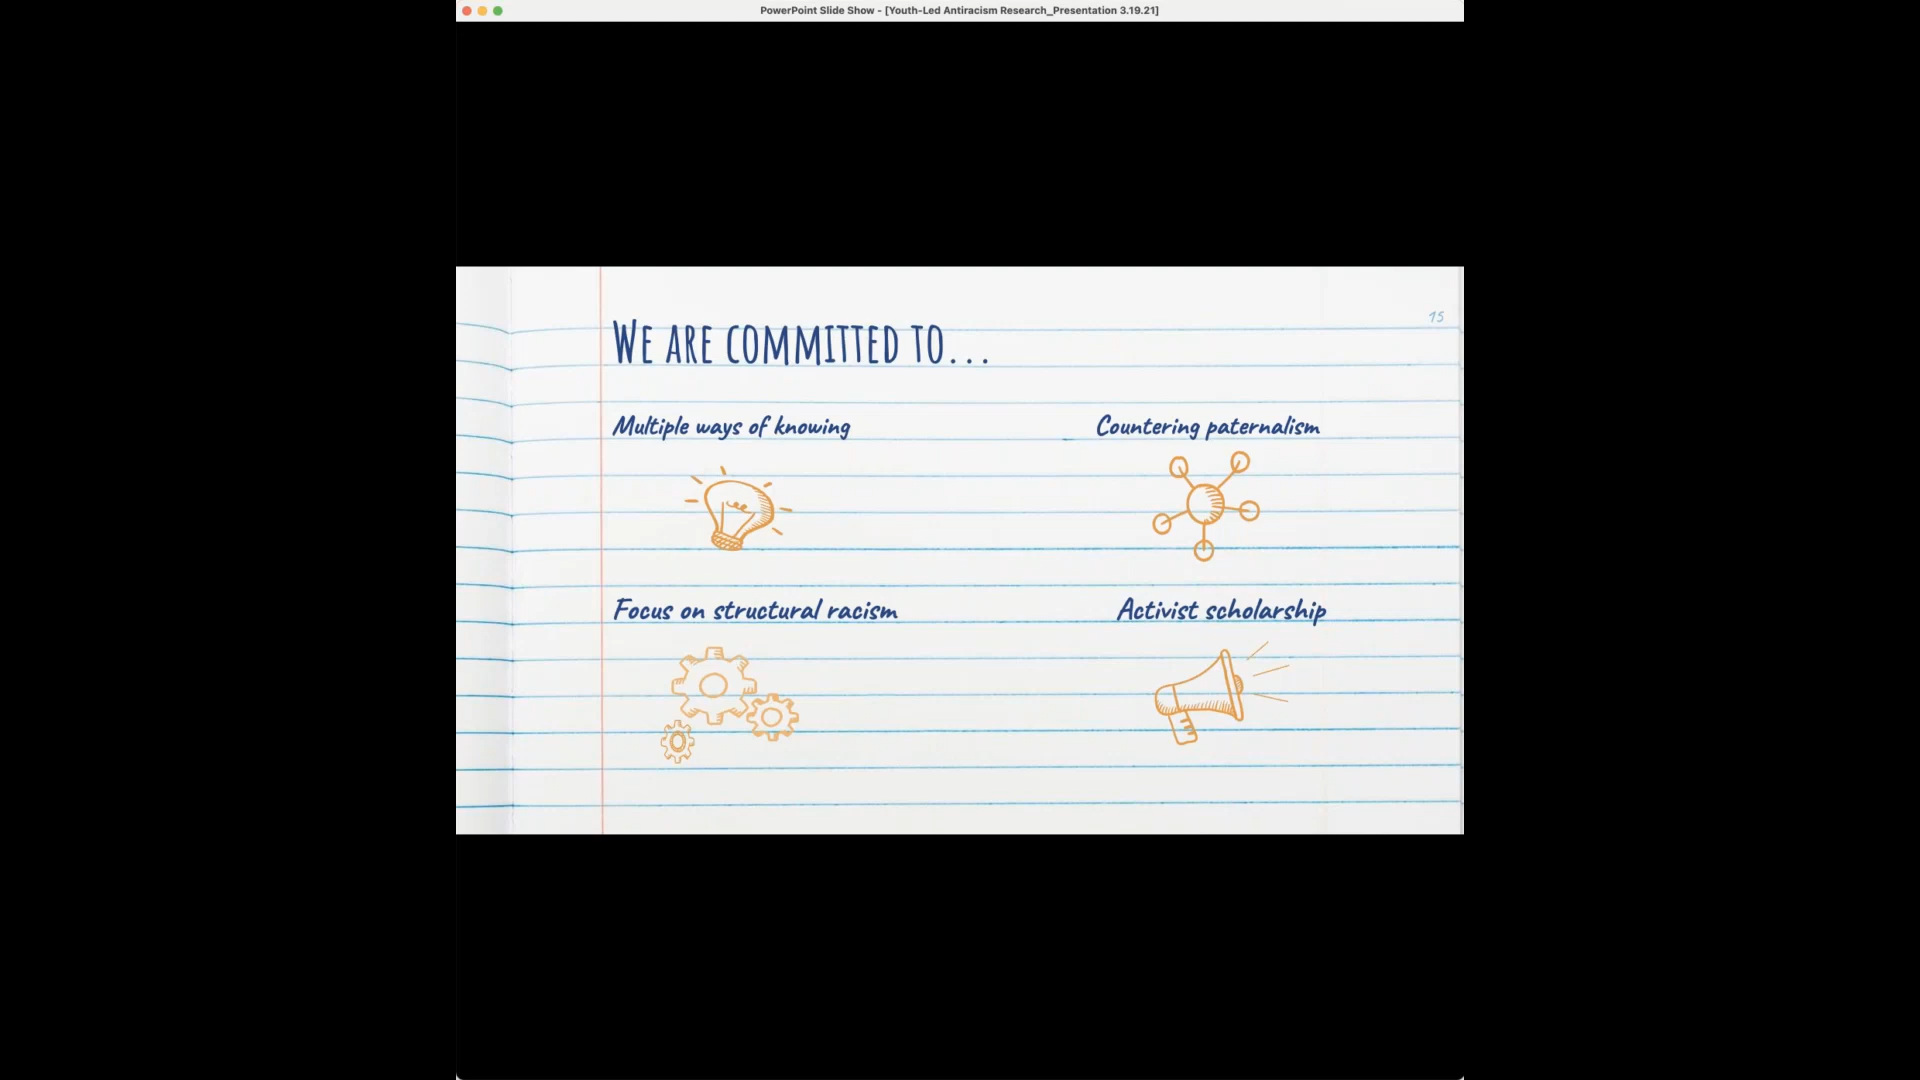 PowerPoint Slide Show - [Youth-Led Antiracism Research_Presentation 3.19.21]
15
WE ARE COMMITTED TO...
Multiple ways of knowing
Countering paternalism
Focus on structural racism
Activist scholarship